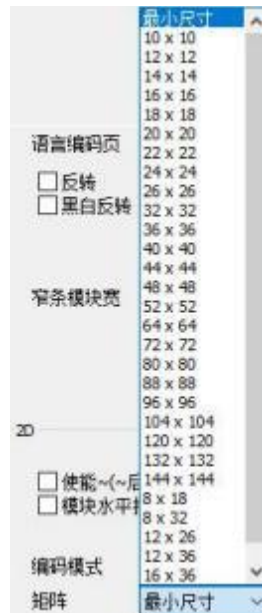 最小尺寸
10 x 10
12 x 12
14 x 14
16 x 16
18 x 18
20 x 20
22 x 22
24 x 24
26 x 26
32 x 32
36 x 36
40 x 40
44 x 44
48 x 48
52 x 52
64 x 64
72 x 72
80 x 80
88 x 88
96 x 96
104 x 104
120 x 120
132 x 132
144 x 144
8 x 18
8 x 32
12 x 26
12 x 36
16 x 36
语言编码页
反转
黑白反转
窄条模块宽
2D
使能~(~后
模块水平
编码模式
矩阵
最小尺寸